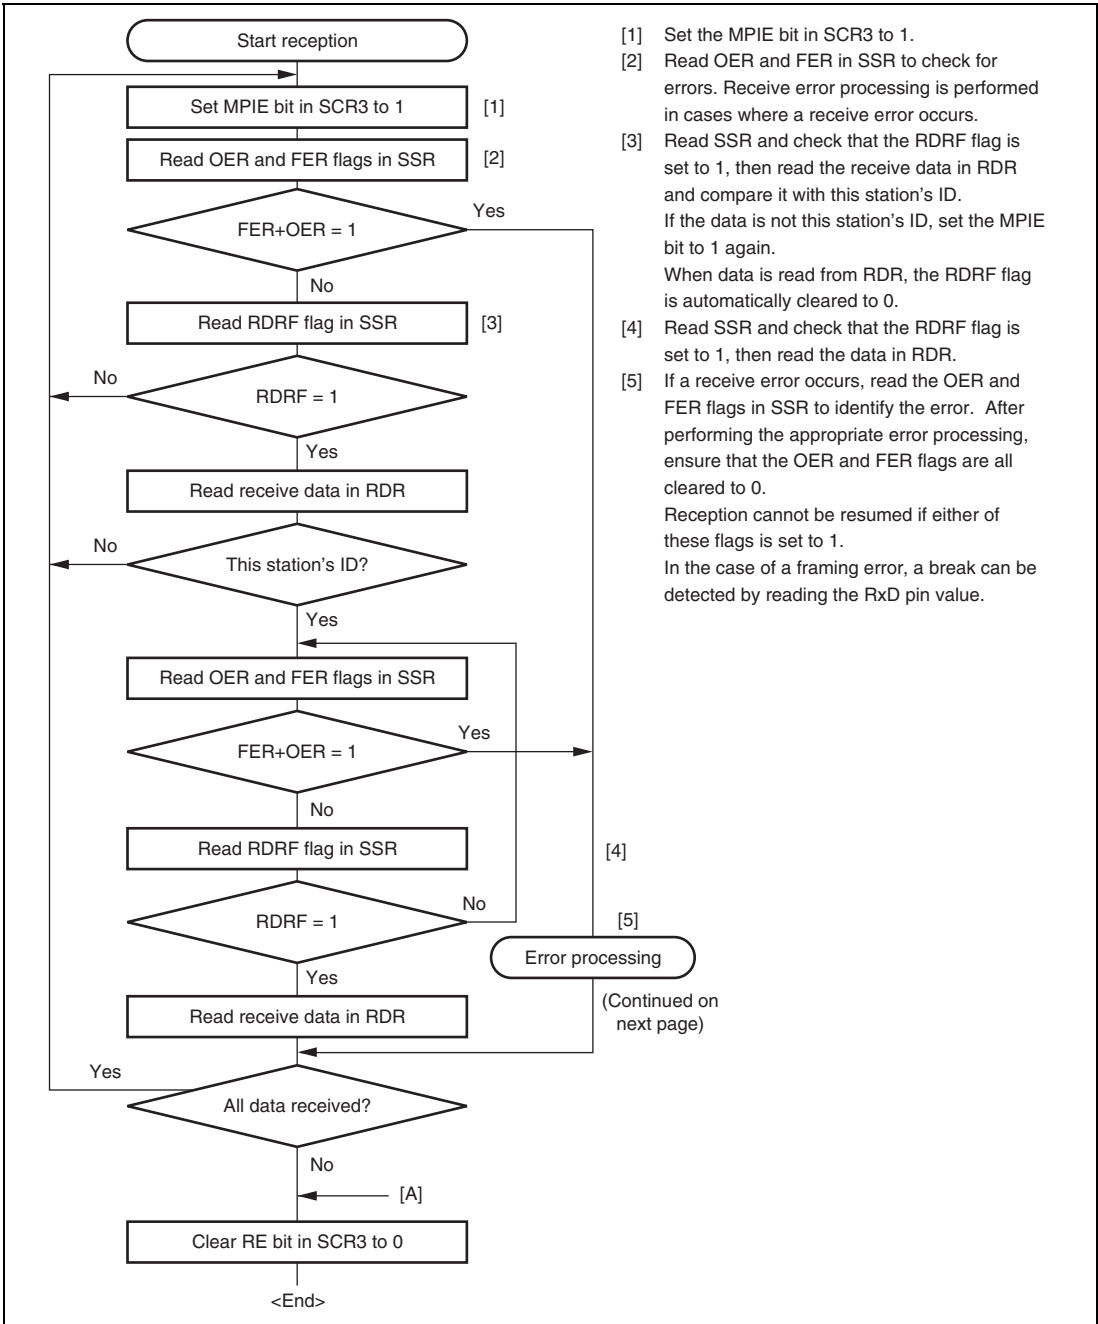 Start reception
Set MPIE bit in SCR3 to 1
[1]
Read OER and FER flags in SSR
[2]
FER+OER = 1
Yes
No
Read RDRF flag in SSR
[3]
No
RDRF = 1
Yes
Read receive data in RDR
No
This station's ID?
Yes
Read OER and FER flags in SSR
FER+OER = 1
Yes
No
Read RDRF flag in SSR
[4]
RDRF = 1
No
[5]
Error processing
Yes
(Continued on
next page)
Read receive data in RDR
Yes
All data received?
No
[A]
Clear RE bit in SCR3 to 0
<End>
[1] Set the MPIE bit in SCR3 to 1.
[2] Read OER and FER in SSR to check for
errors. Receive error processing is performed
in cases where a receive error occurs.
[3] Read SSR and check that the RDRF flag is
set to 1, then read the receive data in RDR
and compare it with this station's ID.
If the data is not this station's ID, set the MPIE
bit to 1 again.
When data is read from RDR, the RDRF flag
is automatically cleared to 0.
[4] Read SSR and check that the RDRF flag is
set to 1, then read the data in RDR.
[5] If a receive error occurs, read the OER and
FER flags in SSR to identify the error. After
performing the appropriate error processing,
ensure that the OER and FER flags are all
cleared to 0.
Reception cannot be resumed if either of
these flags is set to 1.
In the case of a framing error, a break can be
detected by reading the RxD pin value.